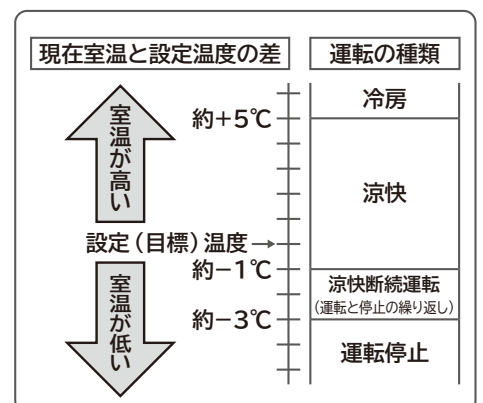 現在室温と設定温度の差
運転の種類
室温が高い
約+5℃
冷房
涼快
設定(目標)温度→
約−1℃
室温が低い
涼快断続運転
(運転と停止の繰り返し)
約−3℃
運転停止